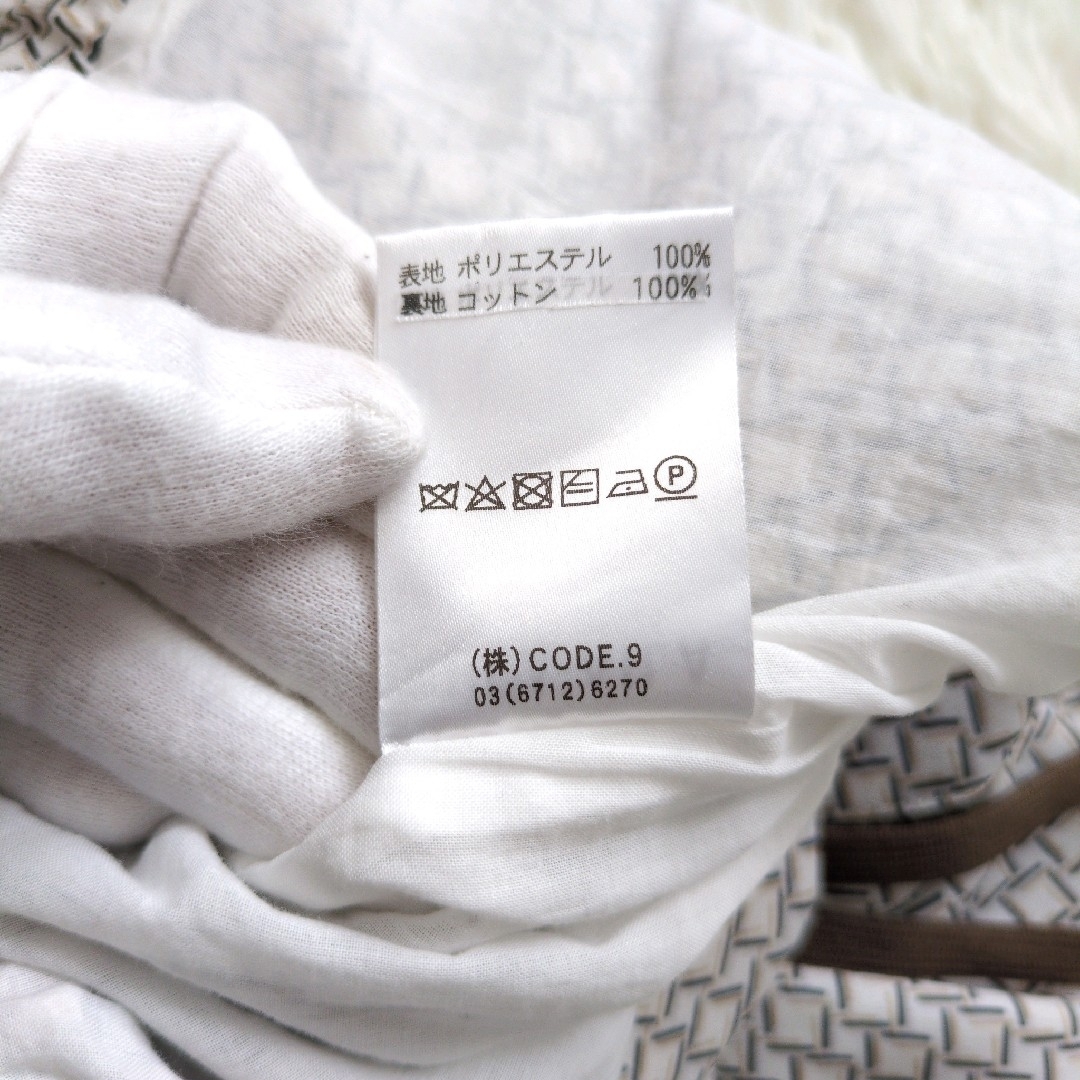 表地 ポリエステル 100%
裏地 コットン 100%
P
(株)CODE.9
03(6712)6270